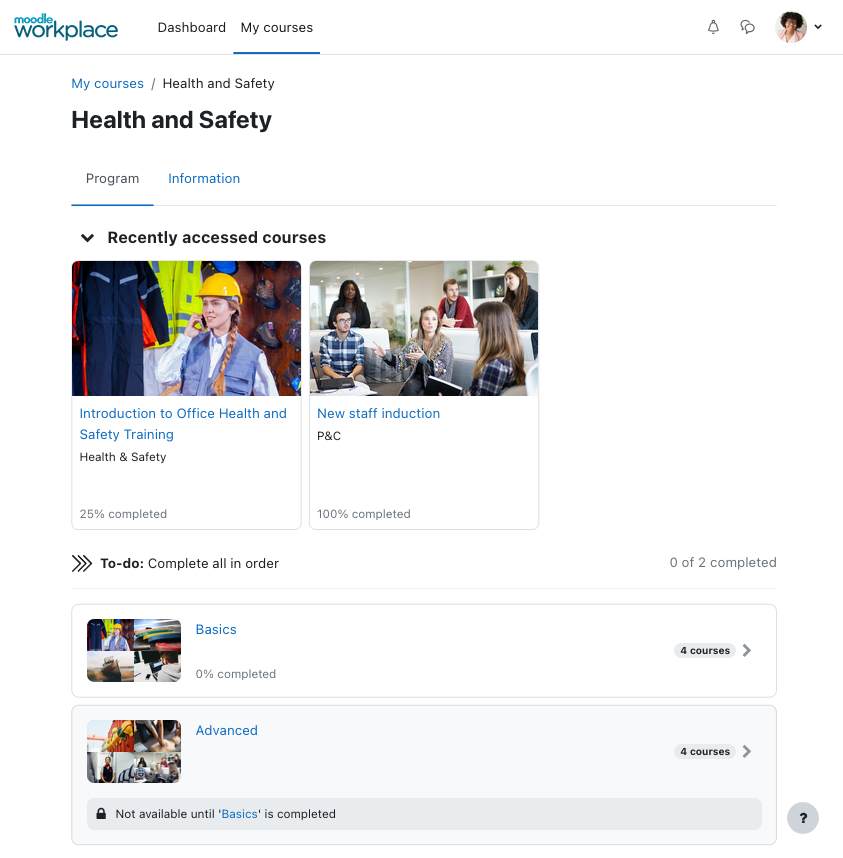 moodle
workplace
Dashboard My courses
My courses / Health and Safety
Health and Safety
Program Information
Recently accessed courses
Introduction to Office Health and
Safety Training
Health & Safety
25% completed
New staff induction
P&C
100% completed
To-do: Complete all in order 0 of 2 completed
Basics
4 courses
0% completed
Advanced
4 courses
Not available until 'Basics' is completed
?